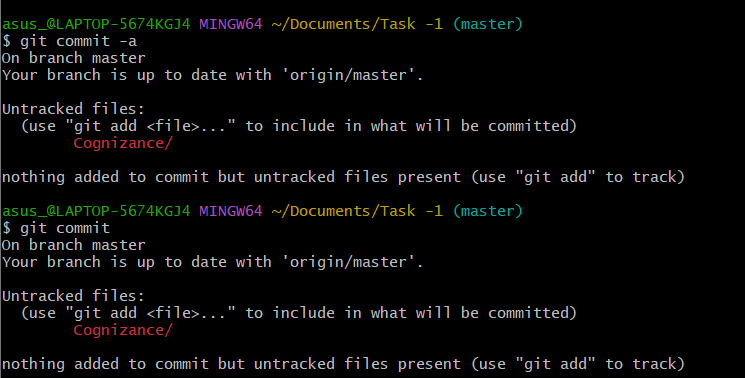 asus_@LAPTOP-5674KGJ4 MINGW64 ~/Documents/Task -1 (master)
$ git commit -a
On branch master
Your branch is up to date with 'origin/master'.
Untracked files:
(use "git add <file>..." to include in what will be committed)
Cognizance/
nothing added to commit but untracked files present (use "git add" to track)
asus_@LAPTOP-5674KGJ4 MINGW64 ~/Documents/Task -1 (master)
$ git commit
On branch master
Your branch is up to date with 'origin/master'.
Untracked files:
(use "git add <file>..." to include in what will be committed)
Cognizance/
nothing added to commit but untracked files present (use "git add" to track)